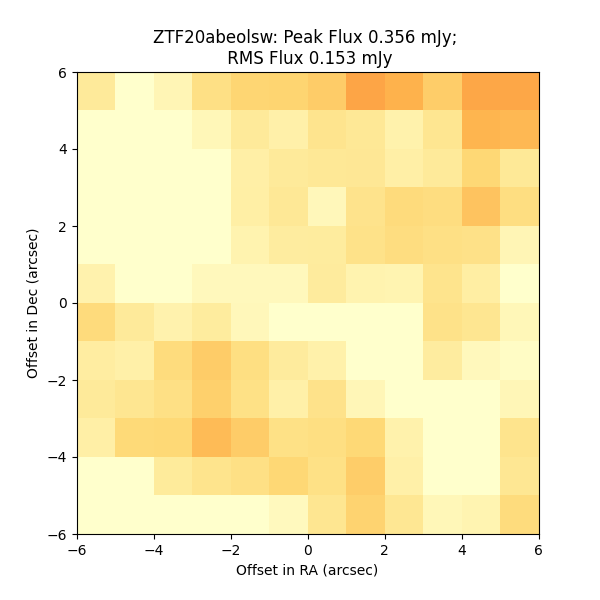 ZTF20abeolsw: Peak Flux 0.356 mJy;
RMS Flux 0.153 mJy
6
4
2
0
−2
−4
−6
Offset in Dec (arcsec)
−6 −4 −2 0 2 4 6
Offset in RA (arcsec)